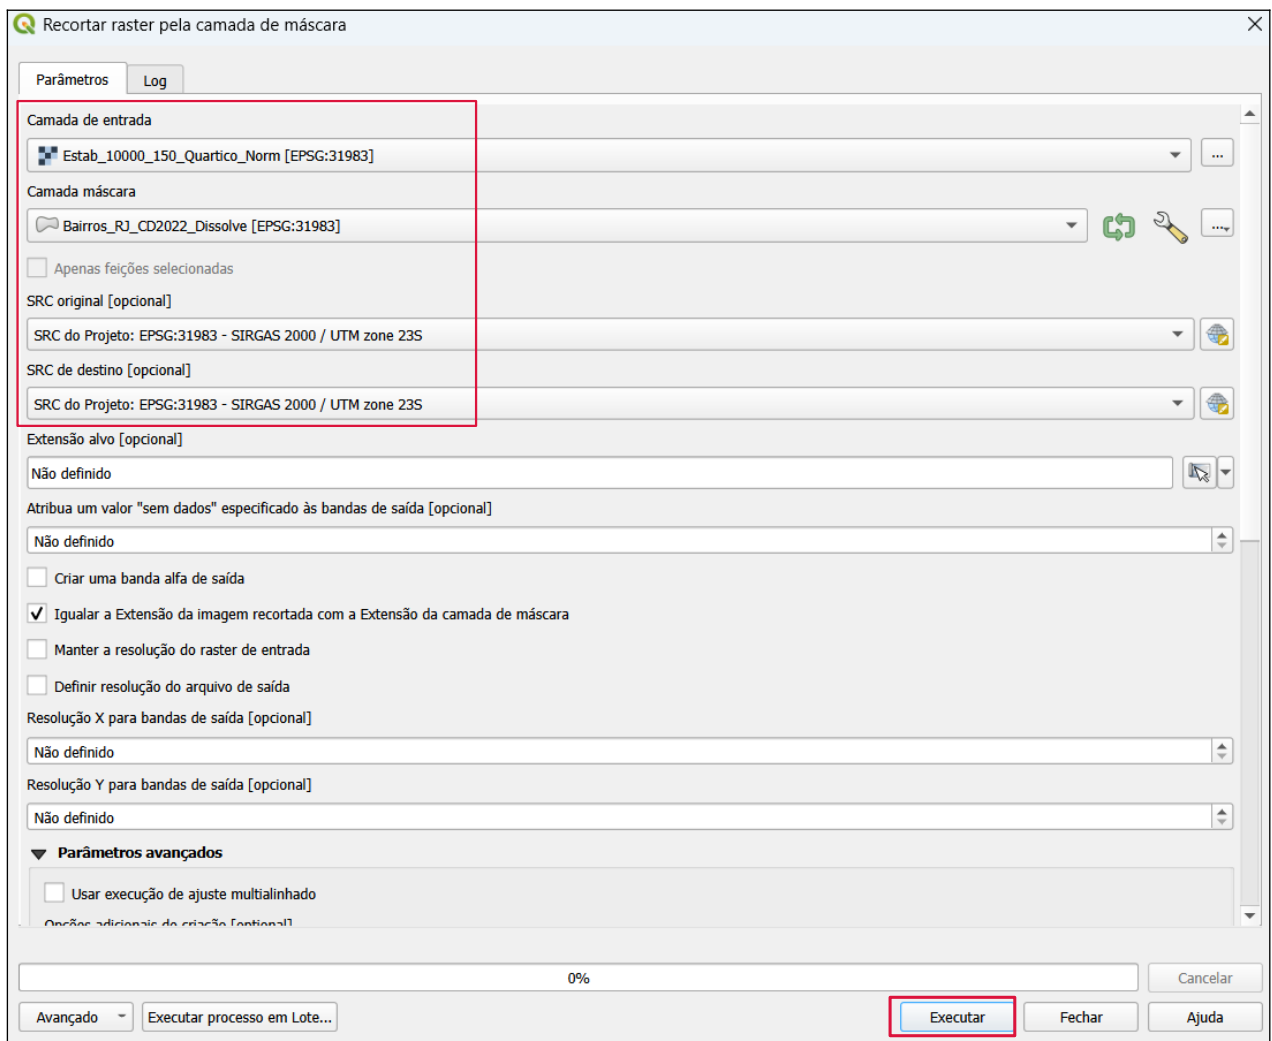 Recortar raster pela camada de máscara
Parâmetros
Log
Camada de entrada
Estab_10000_150_Quartico_Norm [EPSG:31983]
...
Camada máscara
Bairros_RJ_CD2022_Dissolve [EPSG:31983]
...
Apenas feições selecionadas
SRC original [opcional]
SRC do Projeto: EPSG:31983 - SIRGAS 2000 / UTM zone 23S
SRC de destino [opcional]
SRC do Projeto: EPSG:31983 - SIRGAS 2000 / UTM zone 23S
Extensão alvo [opcional]
Não definido
Atribua um valor "sem dados" especificado às bandas de saída [opcional]
Não definido
Criar uma banda alfa de saída
Igualar a Extensão da imagem recortada com a Extensão da camada de máscara
Manter a resolução do raster de entrada
Definir resolução do arquivo de saída
Resolução X para bandas de saída [opcional]
Não definido
Resolução Y para bandas de saída [opcional]
Não definido
Parâmetros avançados
Usar execução de ajuste multialinhado
Opções adicionais de criação [optional]
0%
Cancelar
Avançado
Executar processo em Lote...
Executar
Fechar
Ajuda